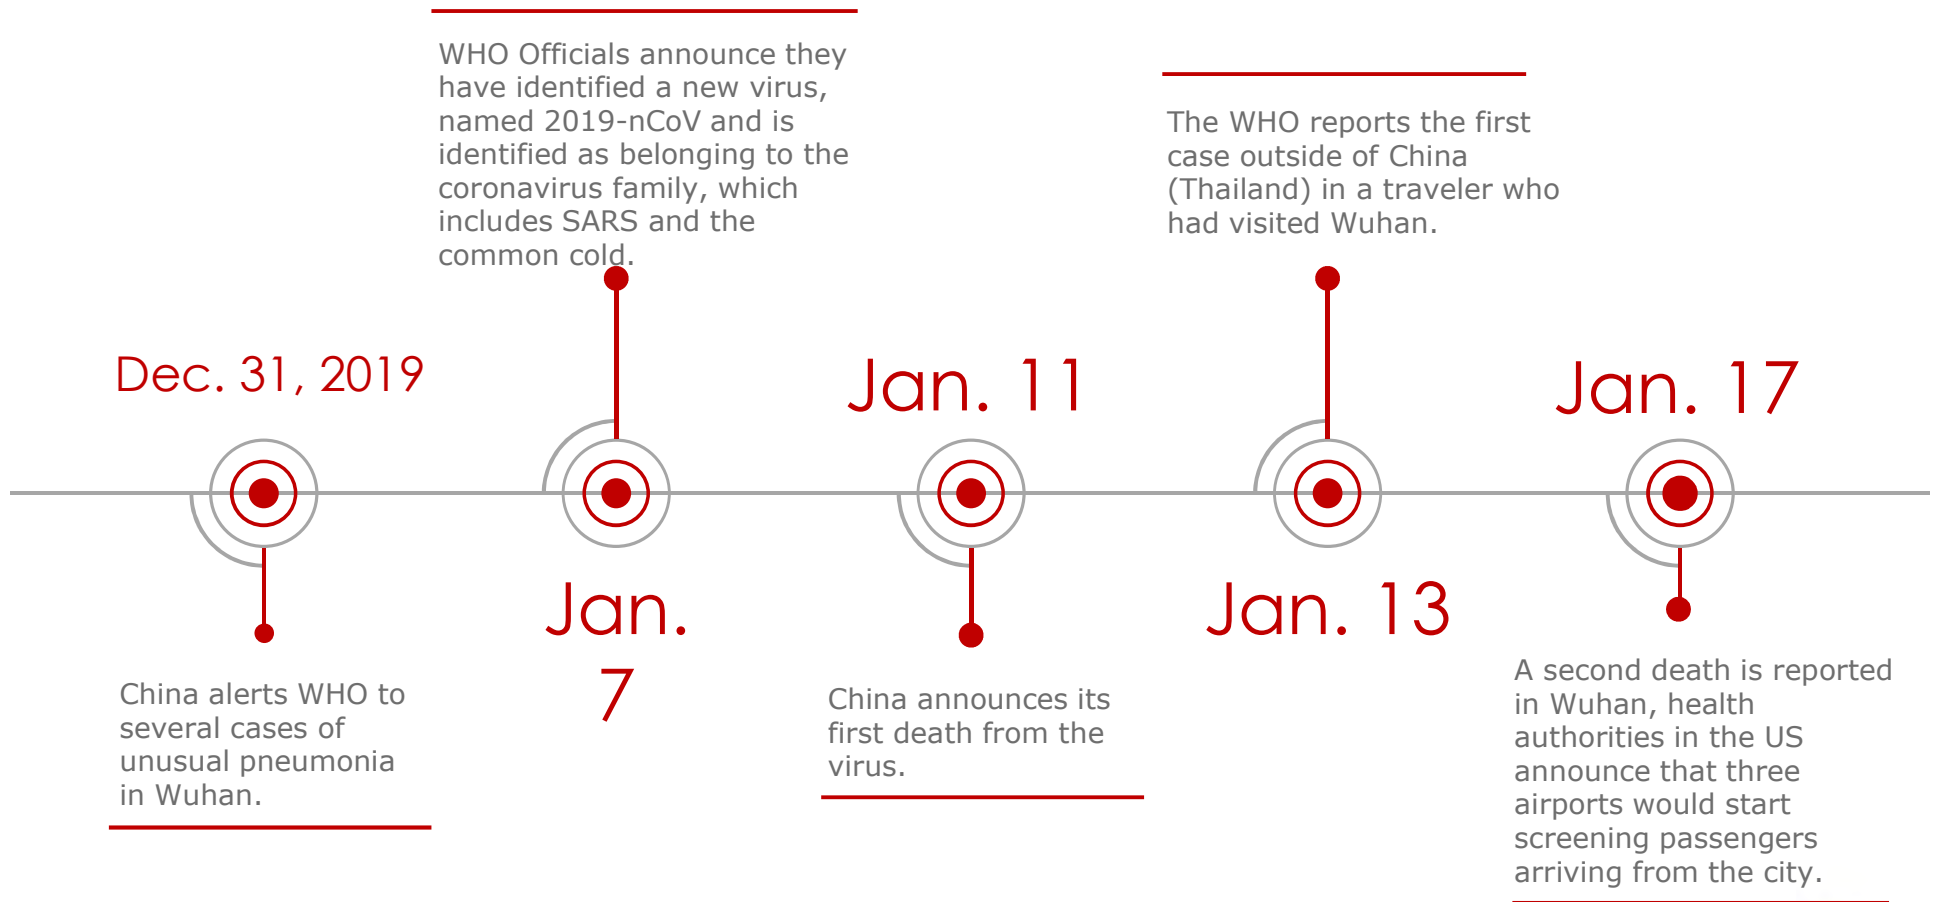 Dec. 31, 2019
China alerts WHO to
several cases of
unusual pneumonia
in Wuhan.
WHO Officials announce they
have identified a new virus,
named 2019-nCoV and is
identified as belonging to the
coronavirus family, which
includes SARS and the
common cold.
Jan.
7
Jan. 11
China announces its
first death from the
virus.
The WHO reports the first
case outside of China
(Thailand) in a traveler who
had visited Wuhan.
Jan. 13
Jan. 17
A second death is reported
in Wuhan, health
authorities in the US
announce that three
airports would start
screening passengers
arriving from the city.